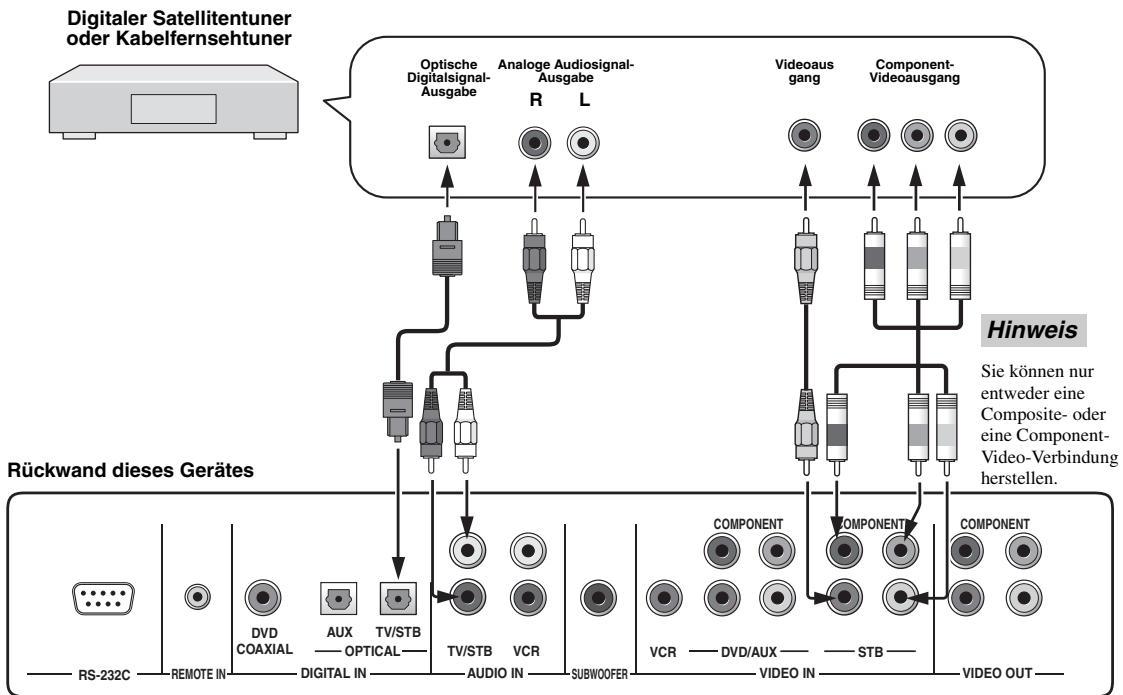 Digitaler Satellitentuner
oder Kabelfernsehtuner
Optische
Digitalsignal-
Ausgabe
Analoge Audiosignal-
Ausgabe
R L
Videoaus
gang
Component-
Videoausgang
Hinweis
Sie können nur
entweder eine
Composite- oder
eine Component-
Video-Verbindung
herstellen.
Rückwand dieses Gerätes
COMPONENT COMPONENT COMPONENT
DVD
COAXIAL
AUX TV/STB
OPTICAL
TV/STB VCR
VCR DVD/AUX STB
RS-232C REMOTE IN DIGITAL IN AUDIO IN SUBWOOFER VIDEO IN VIDEO OUT